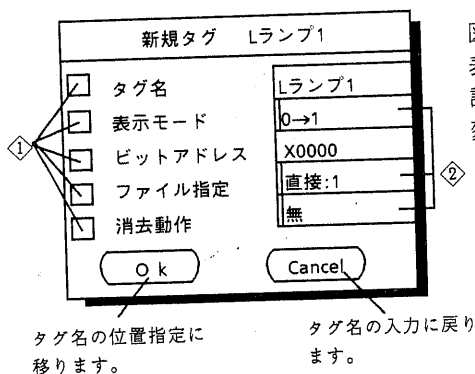 新規タグ Lランプ1
タグ名 Lランプ1
表示モード 0→1
ビットアドレス X0000
ファイル指定 直接:1
消去動作 無
① ②
Ok Cancel
タグ名の位置指定に
移ります。
タグ名の入力に戻り
ます。